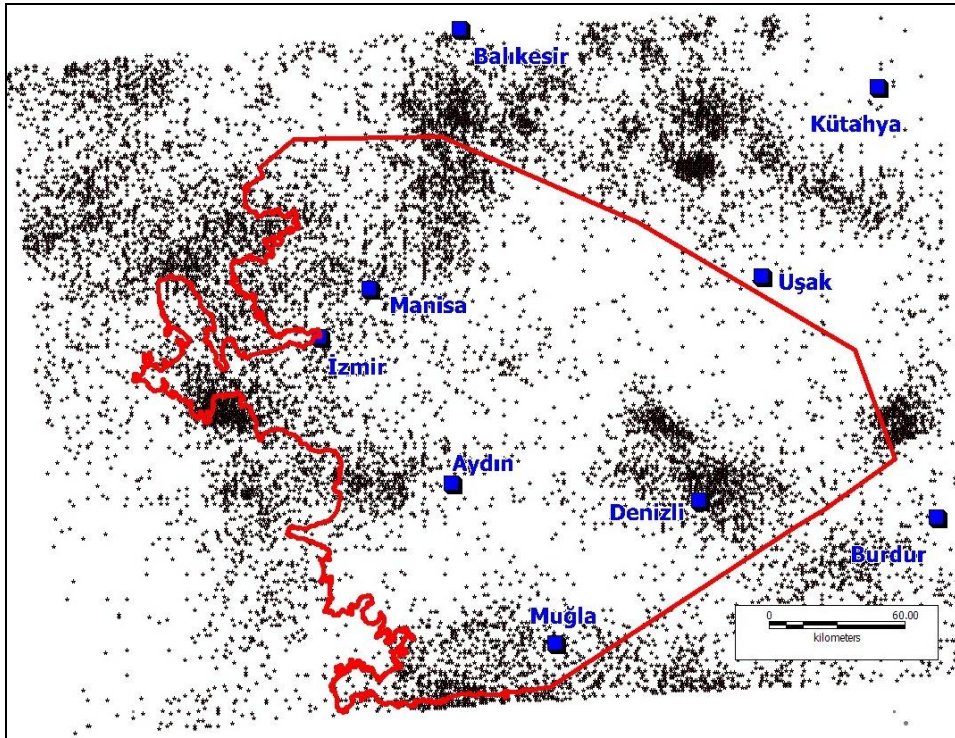 Balıkesir
Kütahya
Uşak
Manisa
İzmir
Aydın
Denizli
Burdur
Muğla
0 60.00
kilometers